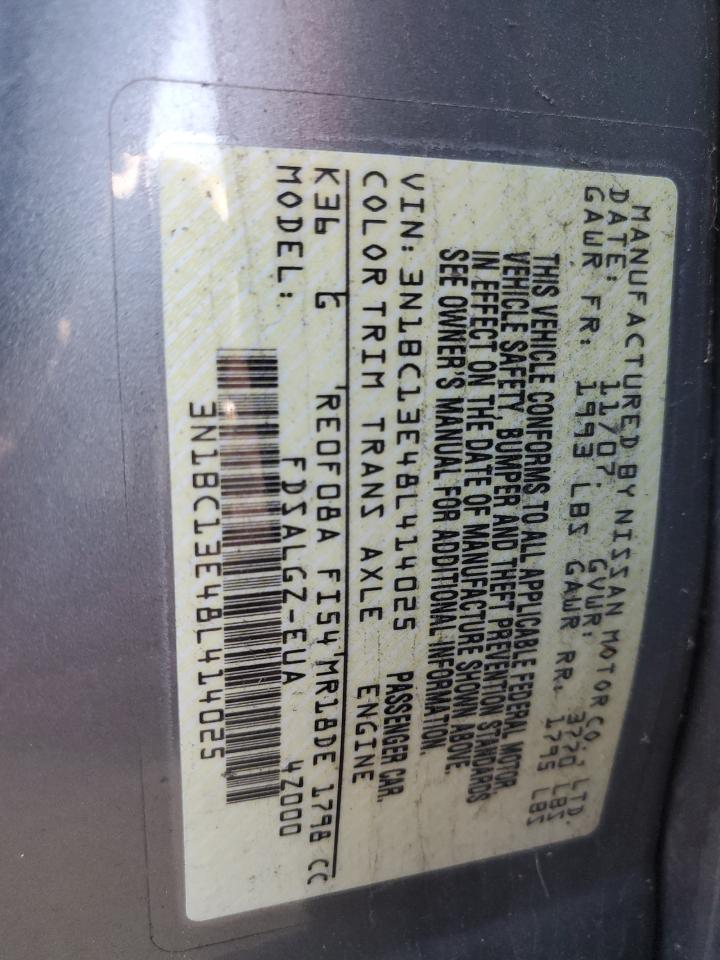 MANUFACTURED BY NISSAN MOTOR CO., LTD.
DATE: 11/07. GVWR: 3770 LBS
GAWR FR: 1993 LBS GAWR RR. 1795 LBS
THIS VEHICLE CONFORMS TO ALL APPLICABLE FEDERAL MOTOR
VEHICLE SAFETY, BUMPER AND THEFT PREVENTION STANDARDS
IN EFFECT ON THE DATE OF MANUFACTURE SHOWN ABOVE.
SEE OWNER'S MANUAL FOR ADDITIONAL INFORMATION.
VIN: 3N1BC13E48L414025 PASSENGER CAR.
COLOR TRIM TRANS AXLE ENGINE
K36 G RE0F08A FI54 MR18DE 1798 CC
MODEL: FDSALGZ-EUA 4Z000
3N1BC13E48L414025